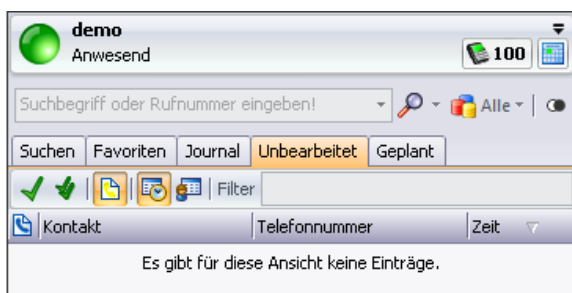 demo
Anwesend
100
Suchbegriff oder Rufnummer eingeben!
Alle
Suchen Favoriten Journal Unbearbeitet Geplant
Filter
Kontakt Telefonnummer Zeit
Es gibt für diese Ansicht keine Einträge.